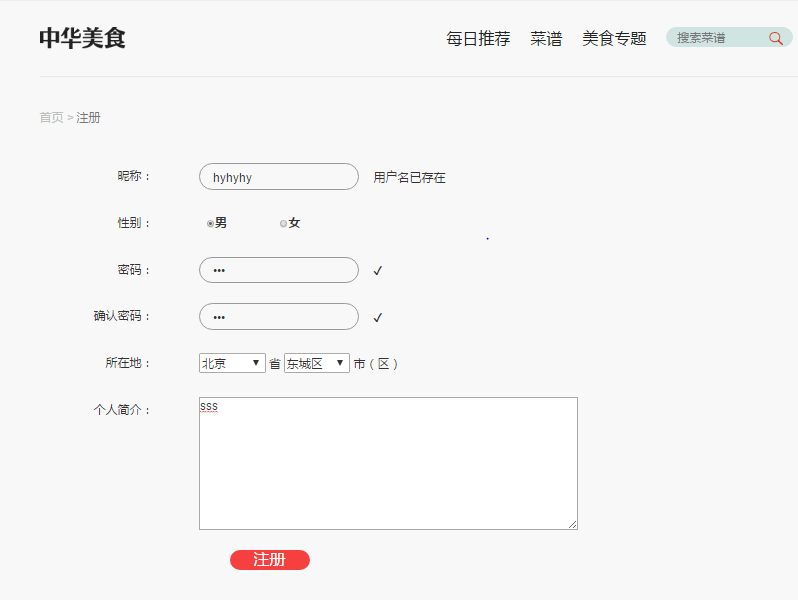 中华美食
每日推荐 菜谱 美食专题 搜索菜谱
首页 > 注册
昵称： hyhyhy 用户名已存在
性别： 男 女
密码： ••• ✓
确认密码： ••• ✓
所在地： 北京 省 东城区 市（区）
个人简介： sss
注册